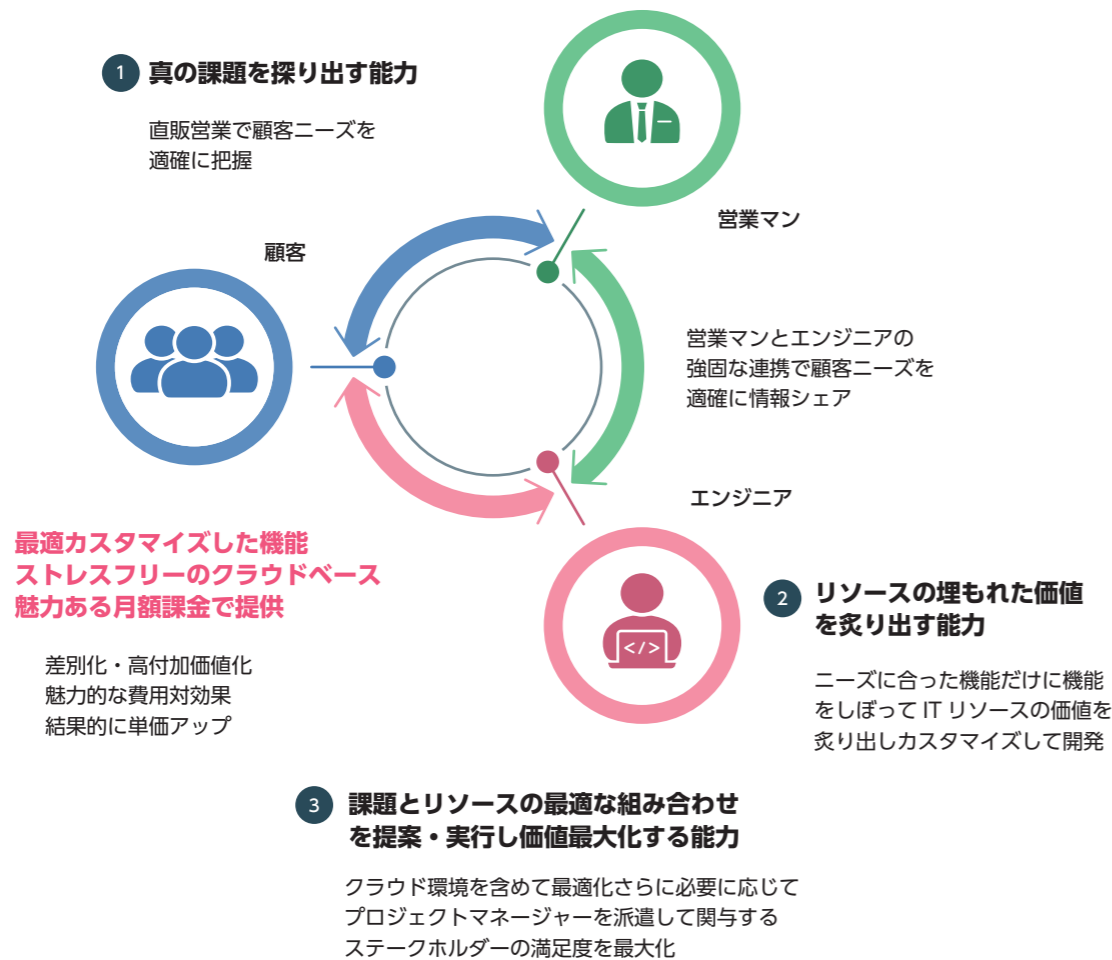 1 真の課題を探り出す能力
直販営業で顧客ニーズを
適確に把握
営業マン
顧客
営業マンとエンジニアの
強固な連携で顧客ニーズを
適確に情報シェア
エンジニア
最適カスタマイズした機能
ストレスフリーのクラウドベース
魅力ある月額課金で提供
差別化・高付加価値化
魅力的な費用対効果
結果的に単価アップ
</>
2 リソースの埋もれた価値
を炙り出す能力
ニーズに合った機能だけに機能
をしぼって IT リソースの価値を
炙り出しカスタマイズして開発
3 課題とリソースの最適な組み合わせ
を提案・実行し価値最大化する能力
クラウド環境を含めて最適化さらに必要に応じて
プロジェクトマネージャーを派遣して関与する
ステークホルダーの満足度を最大化